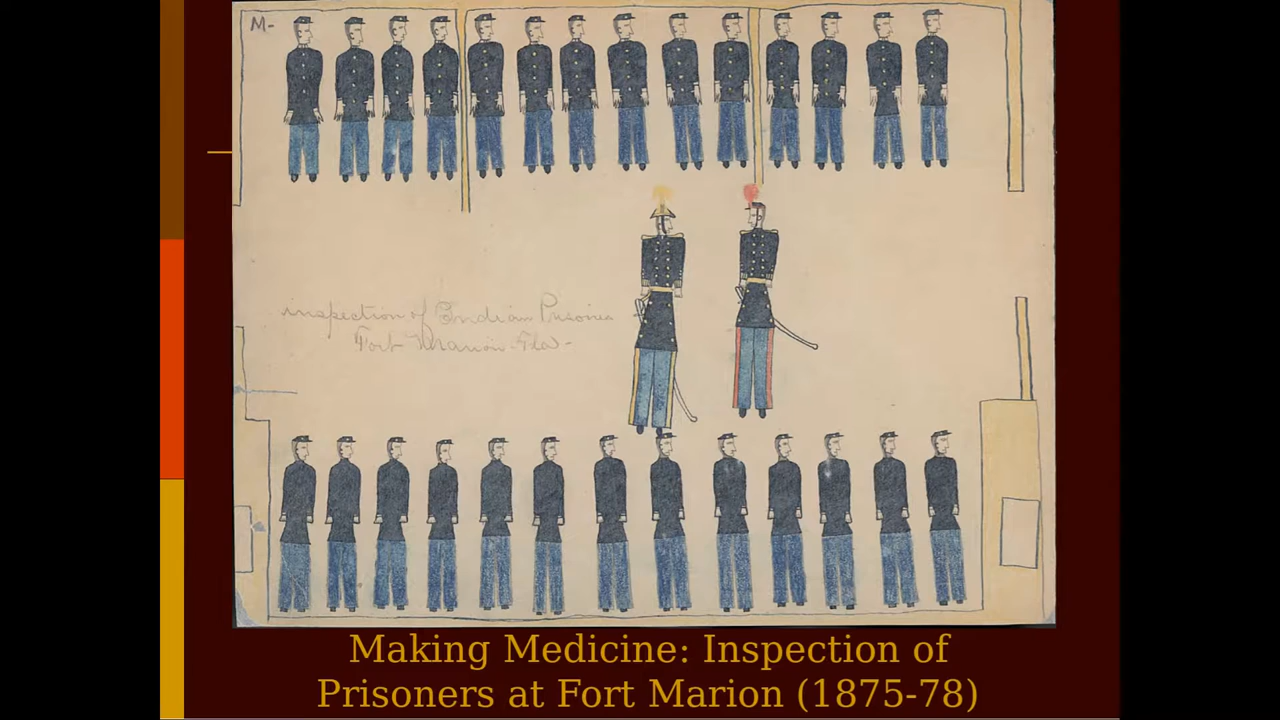 M-
inspection of Indian Prisoners
Fort Marion Fla -
Making Medicine: Inspection of
Prisoners at Fort Marion (1875-78)